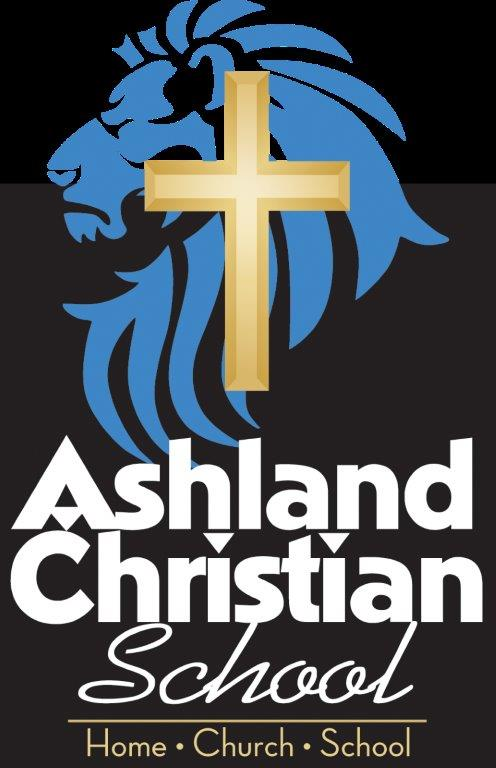 Ashland
Christian
School
Home • Church • School